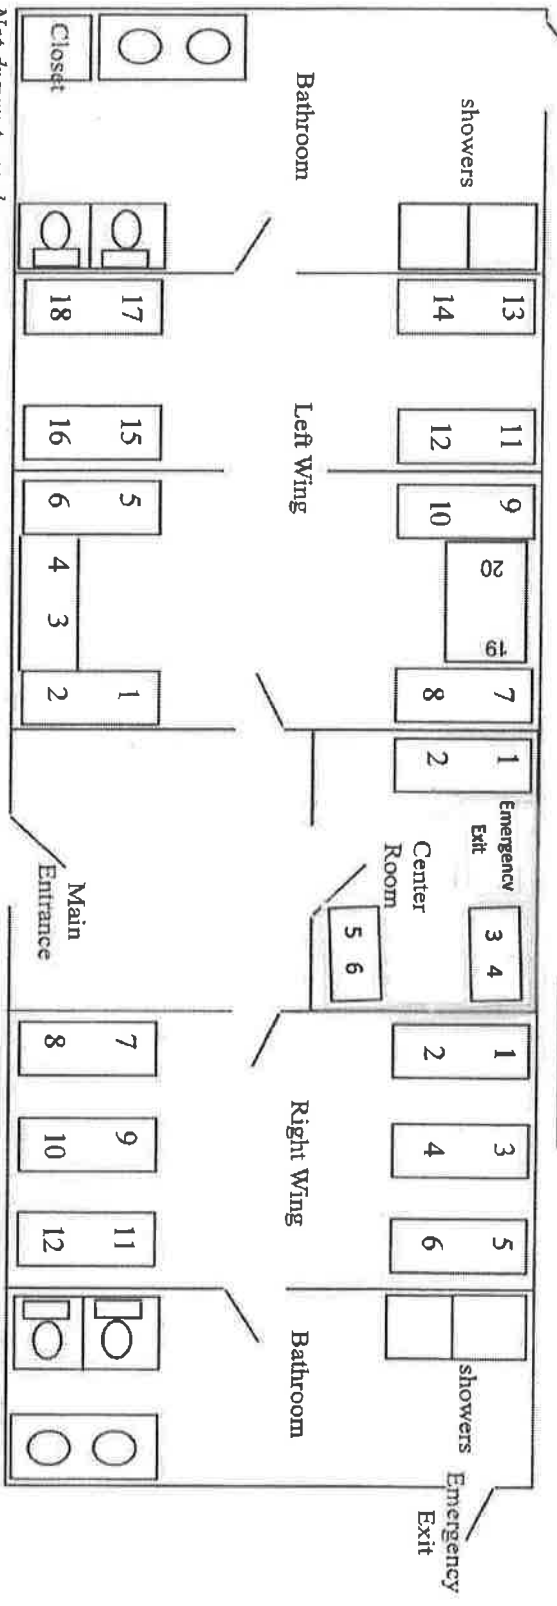 showers
Bathroom
Closet
13
14
11
12
9
10
20 19
7
8
Left Wing
17
18
15
16
5
6
4 3
1
2
1
2
Emergency
Exit
3 4
Center
Room
5 6
Main
Entrance
1
2
3
4
5
6
Right Wing
7
8
9
10
11
12
showers
Bathroom
Emergency
Exit